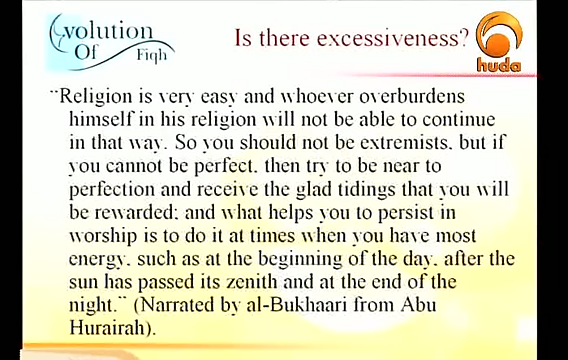 Evolution
Of Fiqh
Is there excessiveness?
huda
"Religion is very easy and whoever overburdens
himself in his religion will not be able to continue
in that way. So you should not be extremists, but if
you cannot be perfect, then try to be near to
perfection and receive the glad tidings that you will
be rewarded; and what helps you to persist in
worship is to do it at times when you have most
energy, such as at the beginning of the day, after the
sun has passed its zenith and at the end of the
night." (Narrated by al-Bukhaari from Abu
Hurairah).